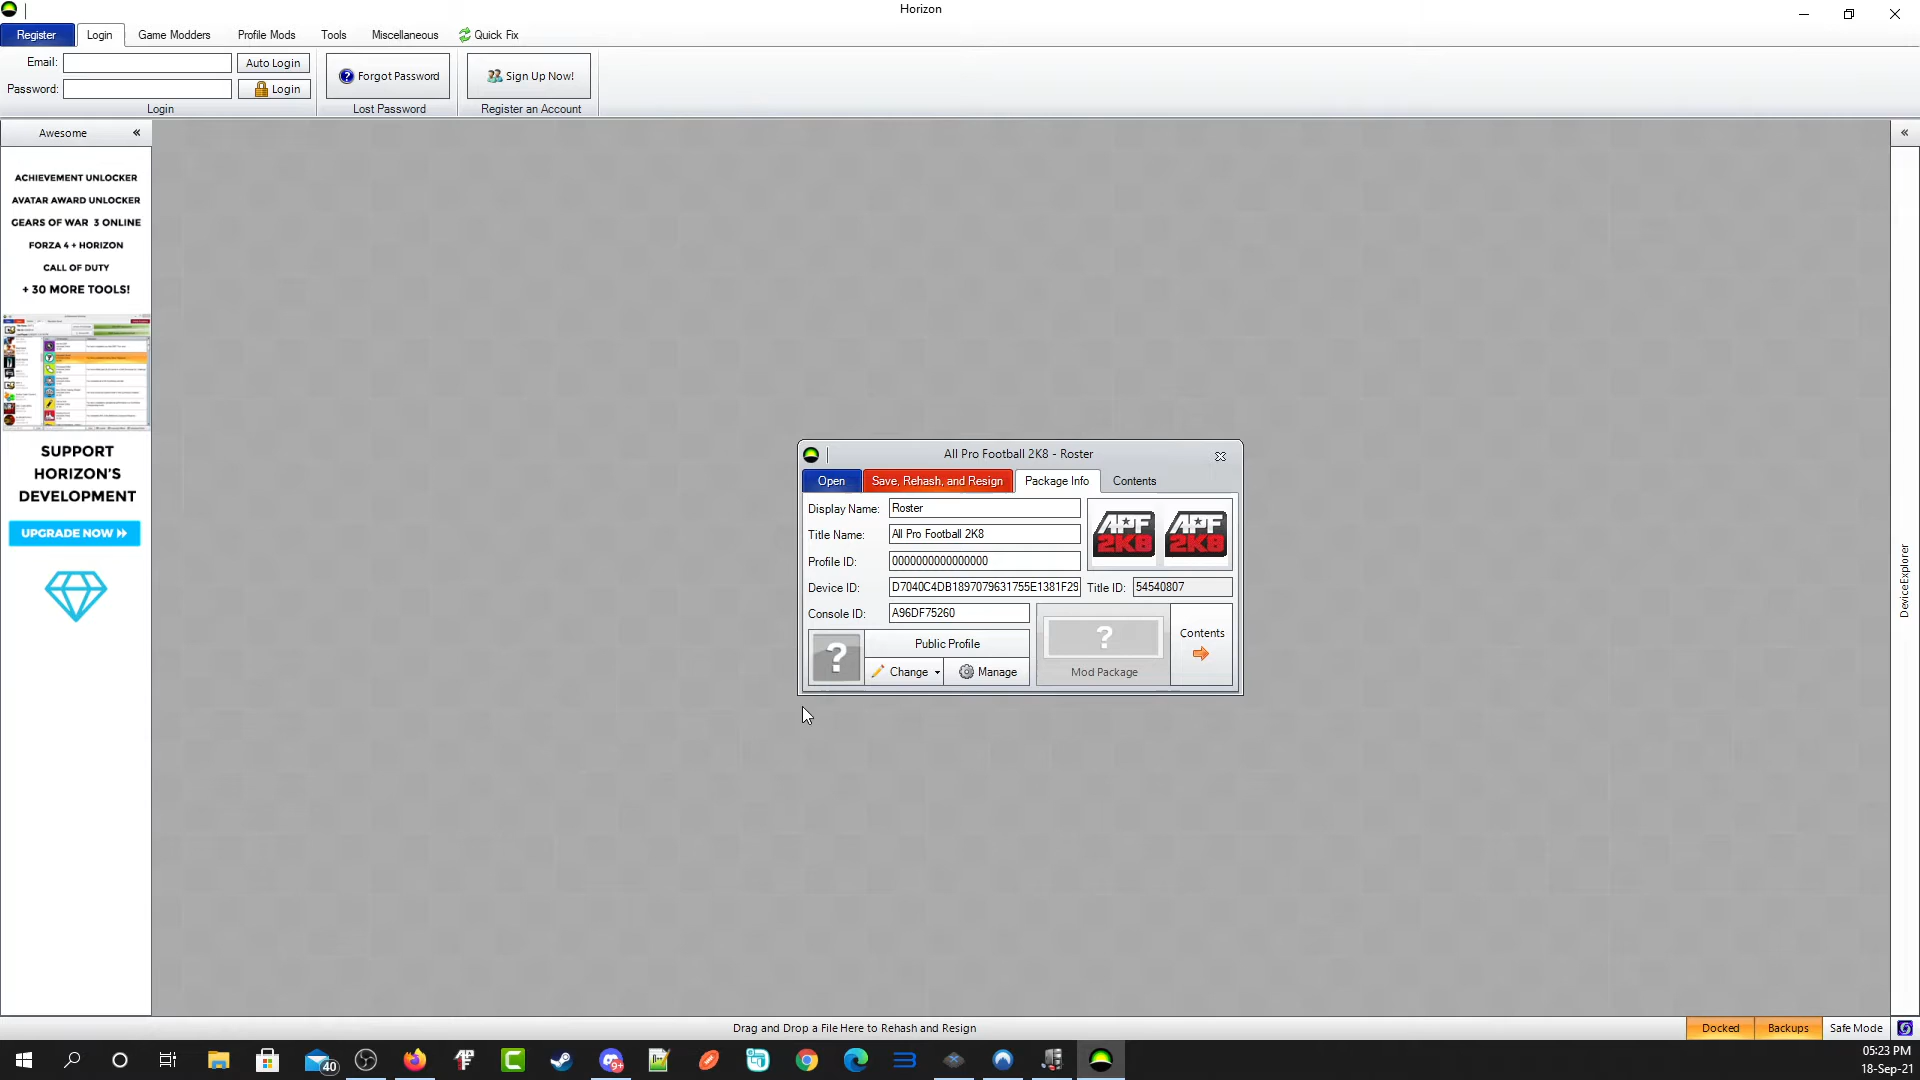 Horizon
Register Login Game Modders Profile Mods Tools Miscellaneous Quick Fix
Email: Auto Login
Password: Login
Forgot Password
Sign Up Now!
Login Lost Password Register an Account
Awesome «
«
ACHIEVEMENT UNLOCKER
AVATAR AWARD UNLOCKER
GEARS OF WAR 3 ONLINE
FORZA 4 + HORIZON
CALL OF DUTY
+ 30 MORE TOOLS!
SUPPORT
HORIZON'S
DEVELOPMENT
UPGRADE NOW
All Pro Football 2K8 - Roster
Open Save, Rehash, and Resign Package Info Contents
Display Name: Roster
Title Name: All Pro Football 2K8
Profile ID: 0000000000000000
Device ID: D7040C4DB1897079631755E1381F29 Title ID: 54540807
Console ID: A96DF75260
APF
2K8
APF
2K8
?
Public Profile
Change Manage
?
Mod Package
Contents
DeviceExplorer
Drag and Drop a File Here to Rehash and Resign
Docked Backups Safe Mode
40
9+
05:23 PM
18-Sep-21